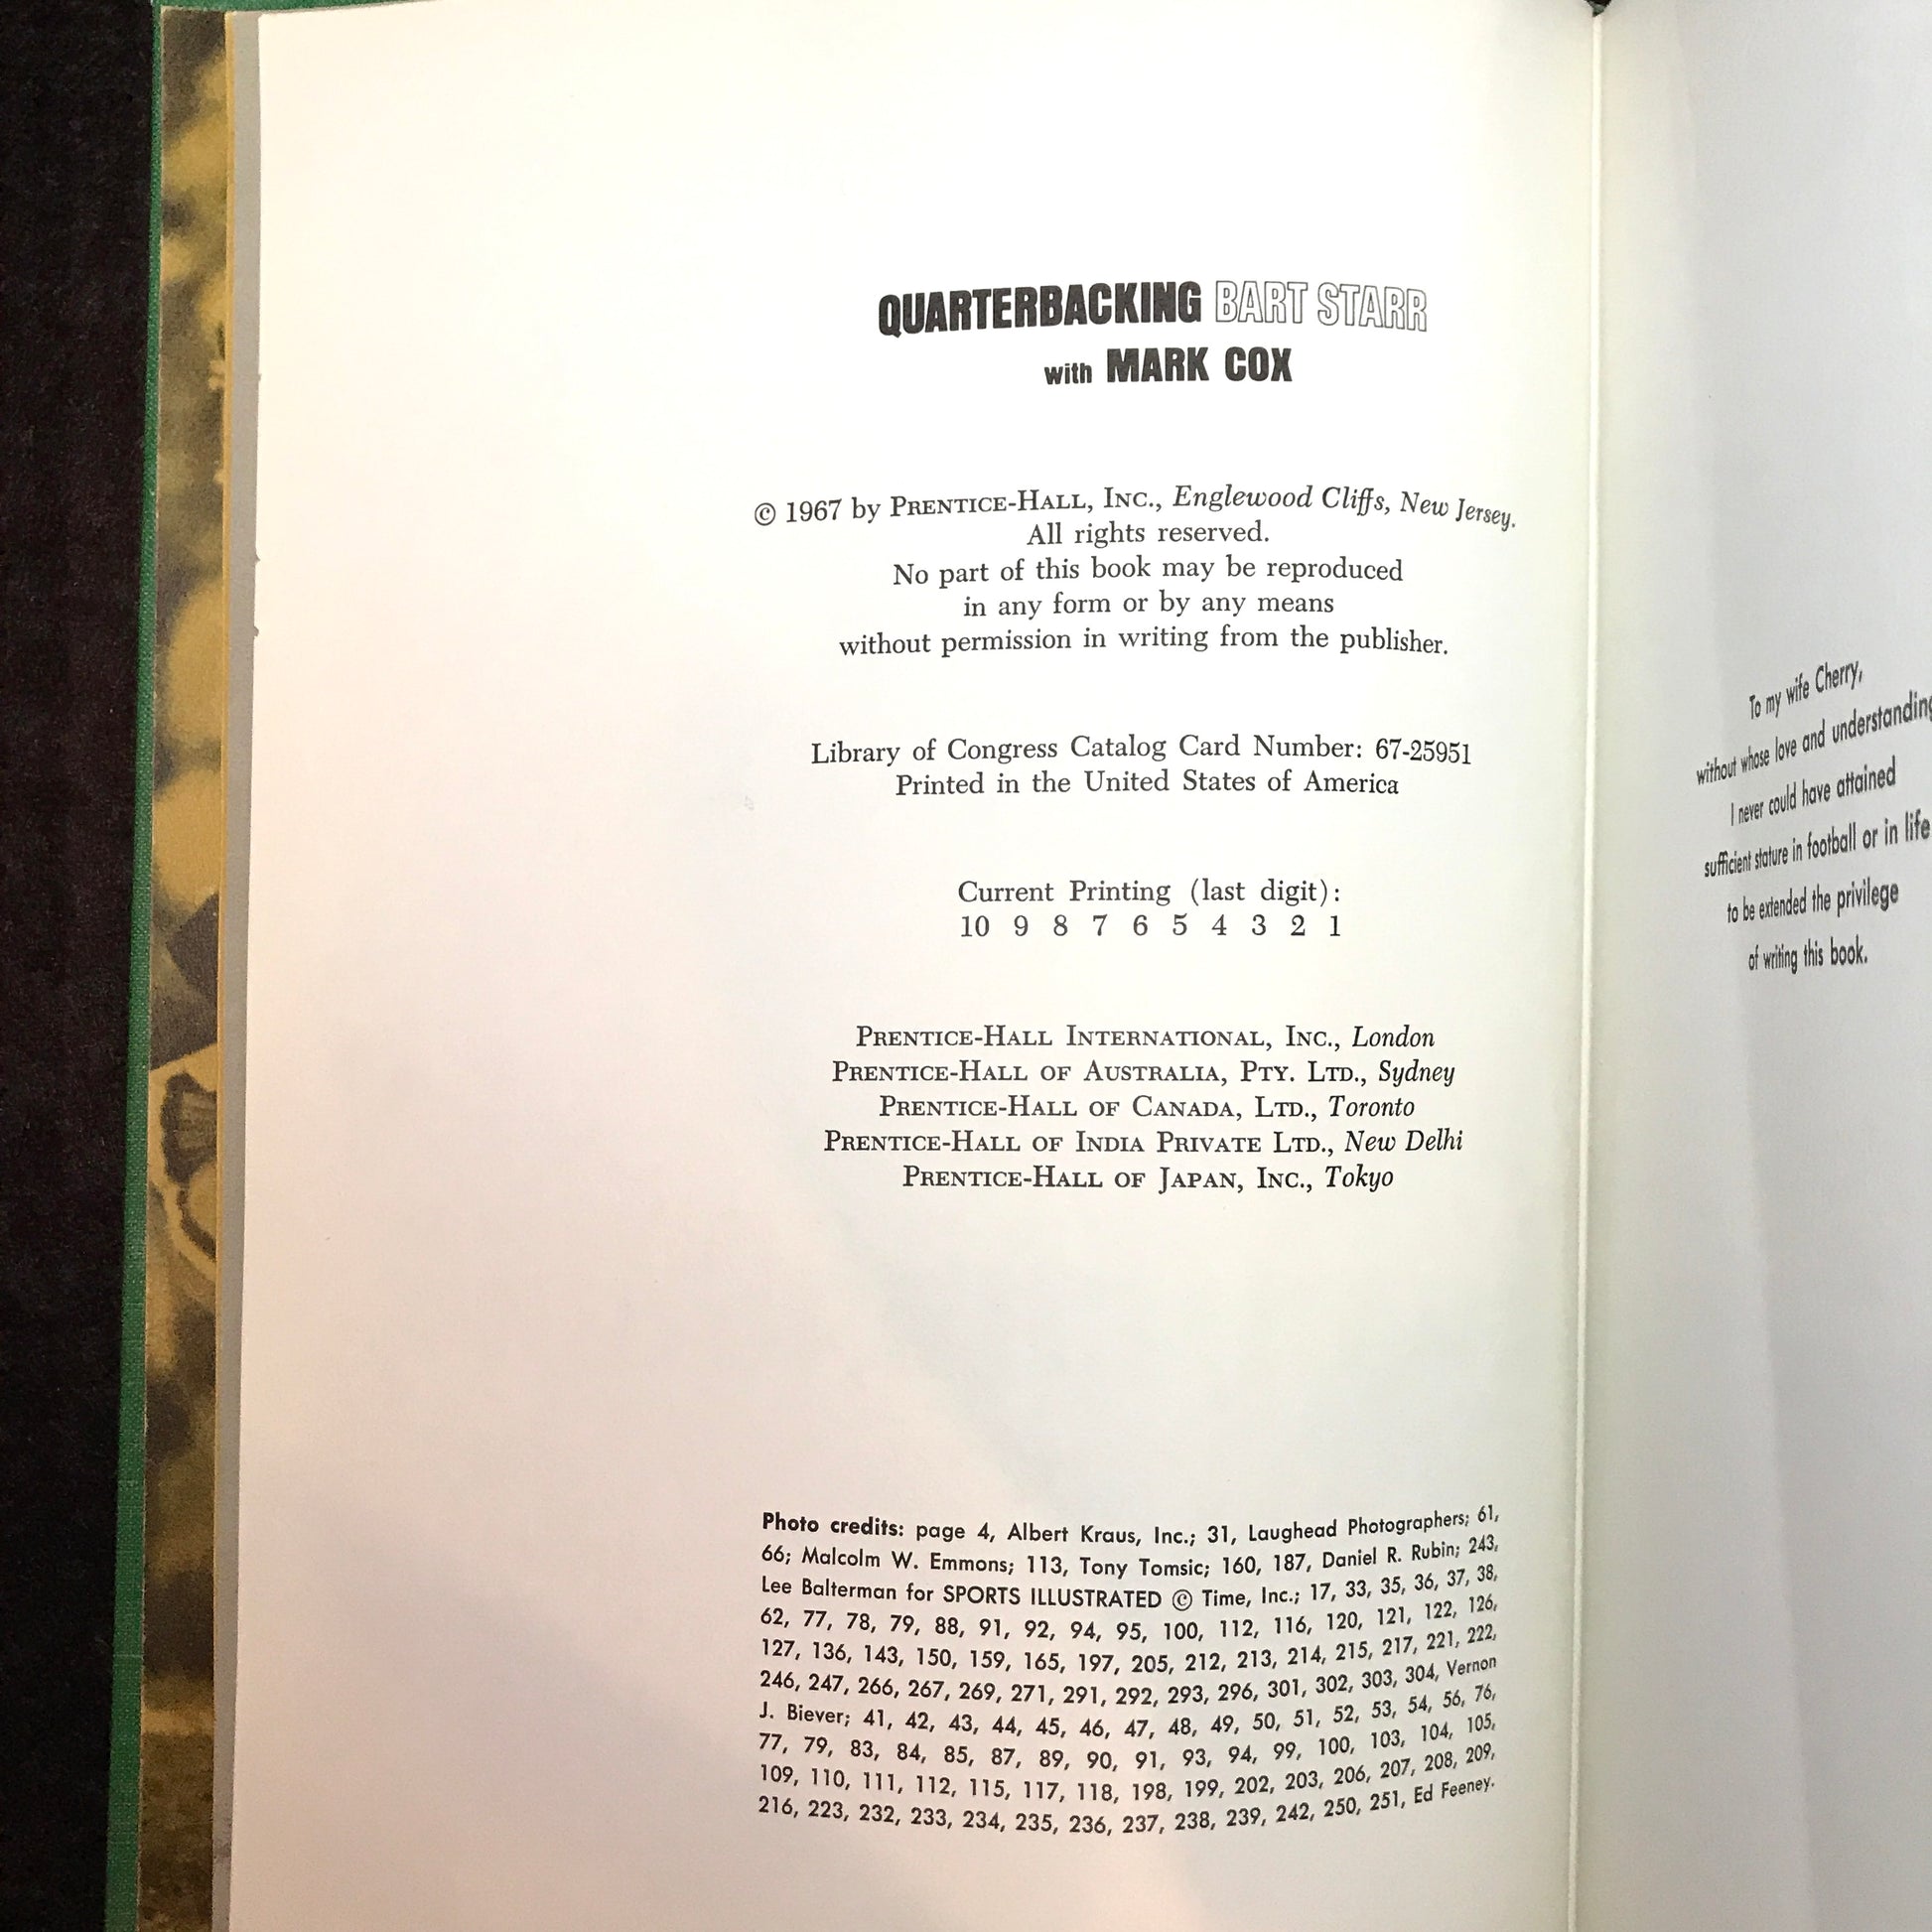 QUARTERBACKING BART STARR
with MARK COX
© 1967 by PRENTICE-HALL, INC., Englewood Cliffs, New Jersey.
All rights reserved.
No part of this book may be reproduced
in any form or by any means
without permission in writing from the publisher.
Library of Congress Catalog Card Number: 67-25951
Printed in the United States of America
Current Printing (last digit):
10 9 8 7 6 5 4 3 2 1
PRENTICE-HALL INTERNATIONAL, INC., London
PRENTICE-HALL OF AUSTRALIA, PTY. LTD., Sydney
PRENTICE-HALL OF CANADA, LTD., Toronto
PRENTICE-HALL OF INDIA PRIVATE LTD., New Delhi
PRENTICE-HALL OF JAPAN, INC., Tokyo
Photo credits: page 4, Albert Kraus, Inc.; 31, Laughead Photographers; 61,
66; Malcolm W. Emmons; 113, Tony Tomsic; 160, 187, Daniel R. Rubin; 243,
Lee Balterman for SPORTS ILLUSTRATED © Time, Inc.; 17, 33, 35, 36, 37, 38,
62, 77, 78, 79, 88, 91, 92, 94, 95, 100, 112, 116, 120, 121, 122, 126,
127, 136, 143, 150, 159, 165, 197, 205, 212, 213, 214, 215, 217, 221, 222,
246, 247, 266, 267, 269, 271, 291, 292, 293, 296, 301, 302, 303, 304, Vernon
J. Biever; 41, 42, 43, 44, 45, 46, 47, 48, 49, 50, 51, 52, 53, 54, 56, 76,
77, 79, 83, 84, 85, 87, 89, 90, 91, 93, 94, 99, 100, 103, 104, 105,
109, 110, 111, 112, 115, 117, 118, 198, 199, 202, 203, 206, 207, 208, 209,
216, 223, 232, 233, 234, 235, 236, 237, 238, 239, 242, 250, 251, Ed Feeney.
To my wife Cherry,
without whose love and understanding
I never could have attained
sufficient stature in football or in life
to be extended the privilege
of writing this book.